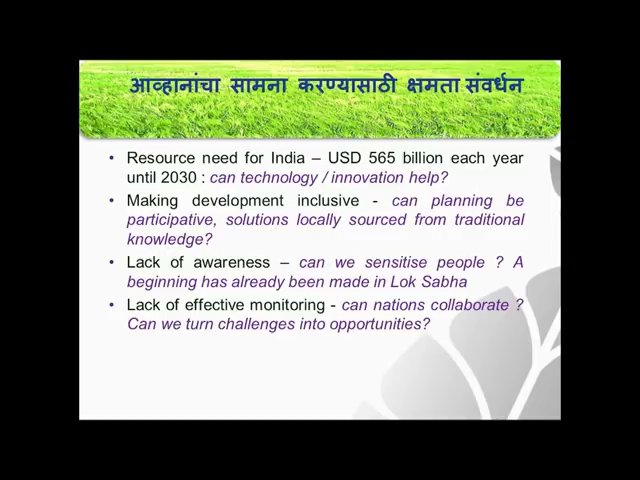 आव्हानांचा सामना करण्यासाठी क्षमता संवर्धन
• Resource need for India – USD 565 billion each year
until 2030 : can technology / innovation help?
• Making development inclusive - can planning be
participative, solutions locally sourced from traditional
knowledge?
• Lack of awareness – can we sensitise people ? A
beginning has already been made in Lok Sabha
• Lack of effective monitoring - can nations collaborate ?
Can we turn challenges into opportunities?